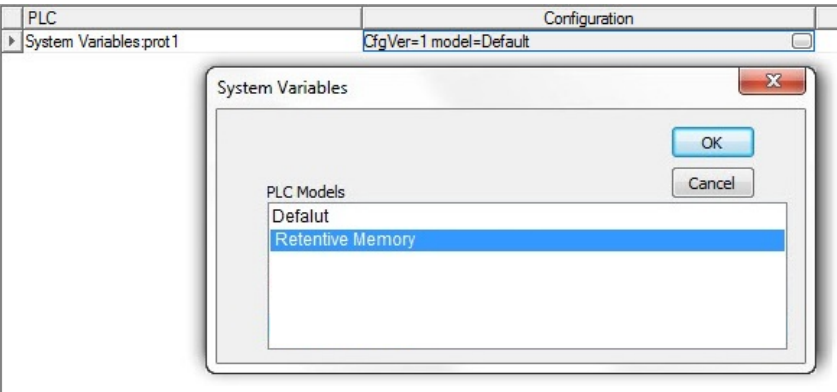 PLC Configuration
System Variables:prot1 CfgVer=1 model=Default
System Variables
OK
Cancel
PLC Models
Defalut
Retentive Memory